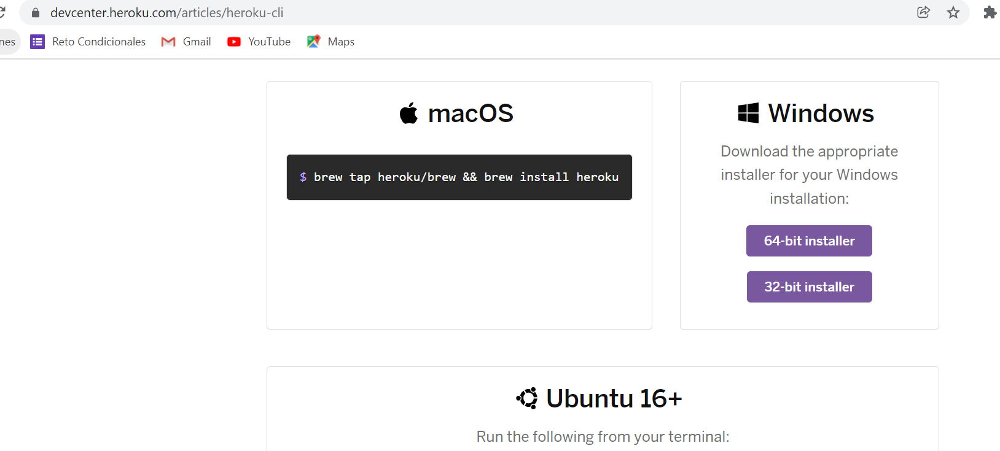 devcenter.heroku.com/articles/heroku-cli
nes Reto Condicionales Gmail YouTube Maps
macOS
$ brew tap heroku/brew && brew install heroku
Windows
Download the appropriate
installer for your Windows
installation:
64-bit installer
32-bit installer
Ubuntu 16+
Run the following from your terminal: